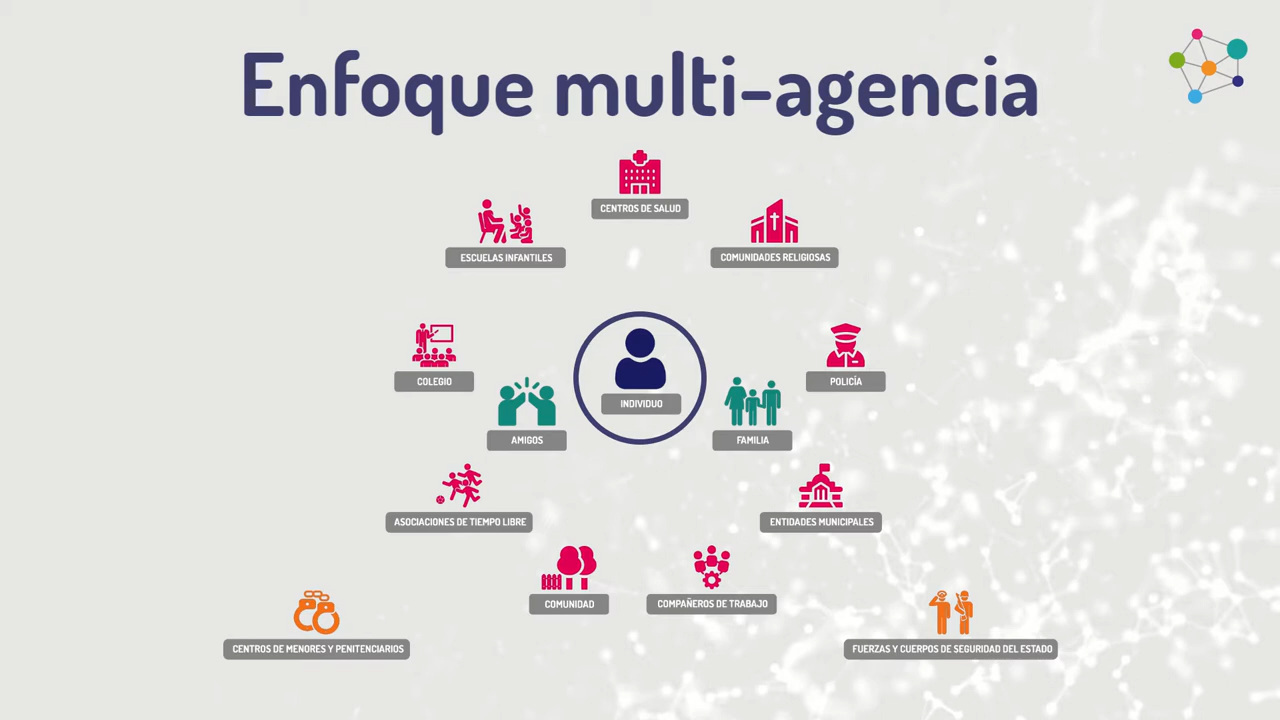 Enfoque multi-agencia
CENTROS DE SALUD
ESCUELAS INFANTILES
COMUNIDADES RELIGIOSAS
COLEGIO
POLICÍA
INDIVIDUO
AMIGOS
FAMILIA
ASOCIACIONES DE TIEMPO LIBRE
ENTIDADES MUNICIPALES
COMUNIDAD
COMPAÑEROS DE TRABAJO
CENTROS DE MENORES Y PENITENCIARIOS
FUERZAS Y CUERPOS DE SEGURIDAD DEL ESTADO